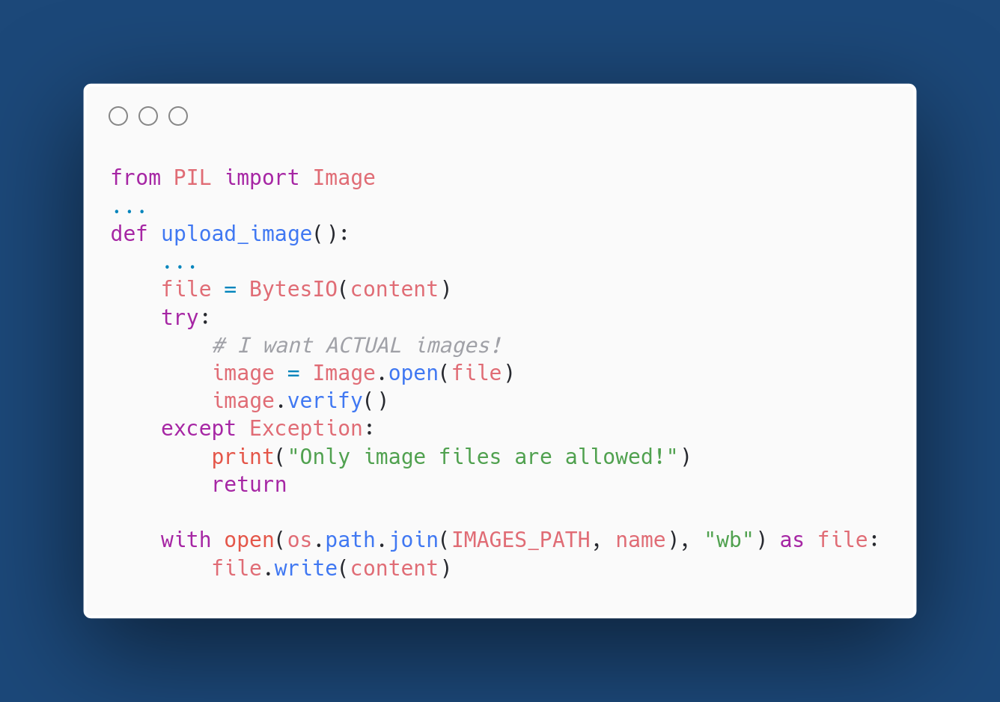 from PIL import Image
...
def upload_image():
    ...
    file = BytesIO(content)
    try:
        # I want ACTUAL images!
        image = Image.open(file)
        image.verify()
    except Exception:
        print("Only image files are allowed!")
        return

    with open(os.path.join(IMAGES_PATH, name), "wb") as file:
        file.write(content)